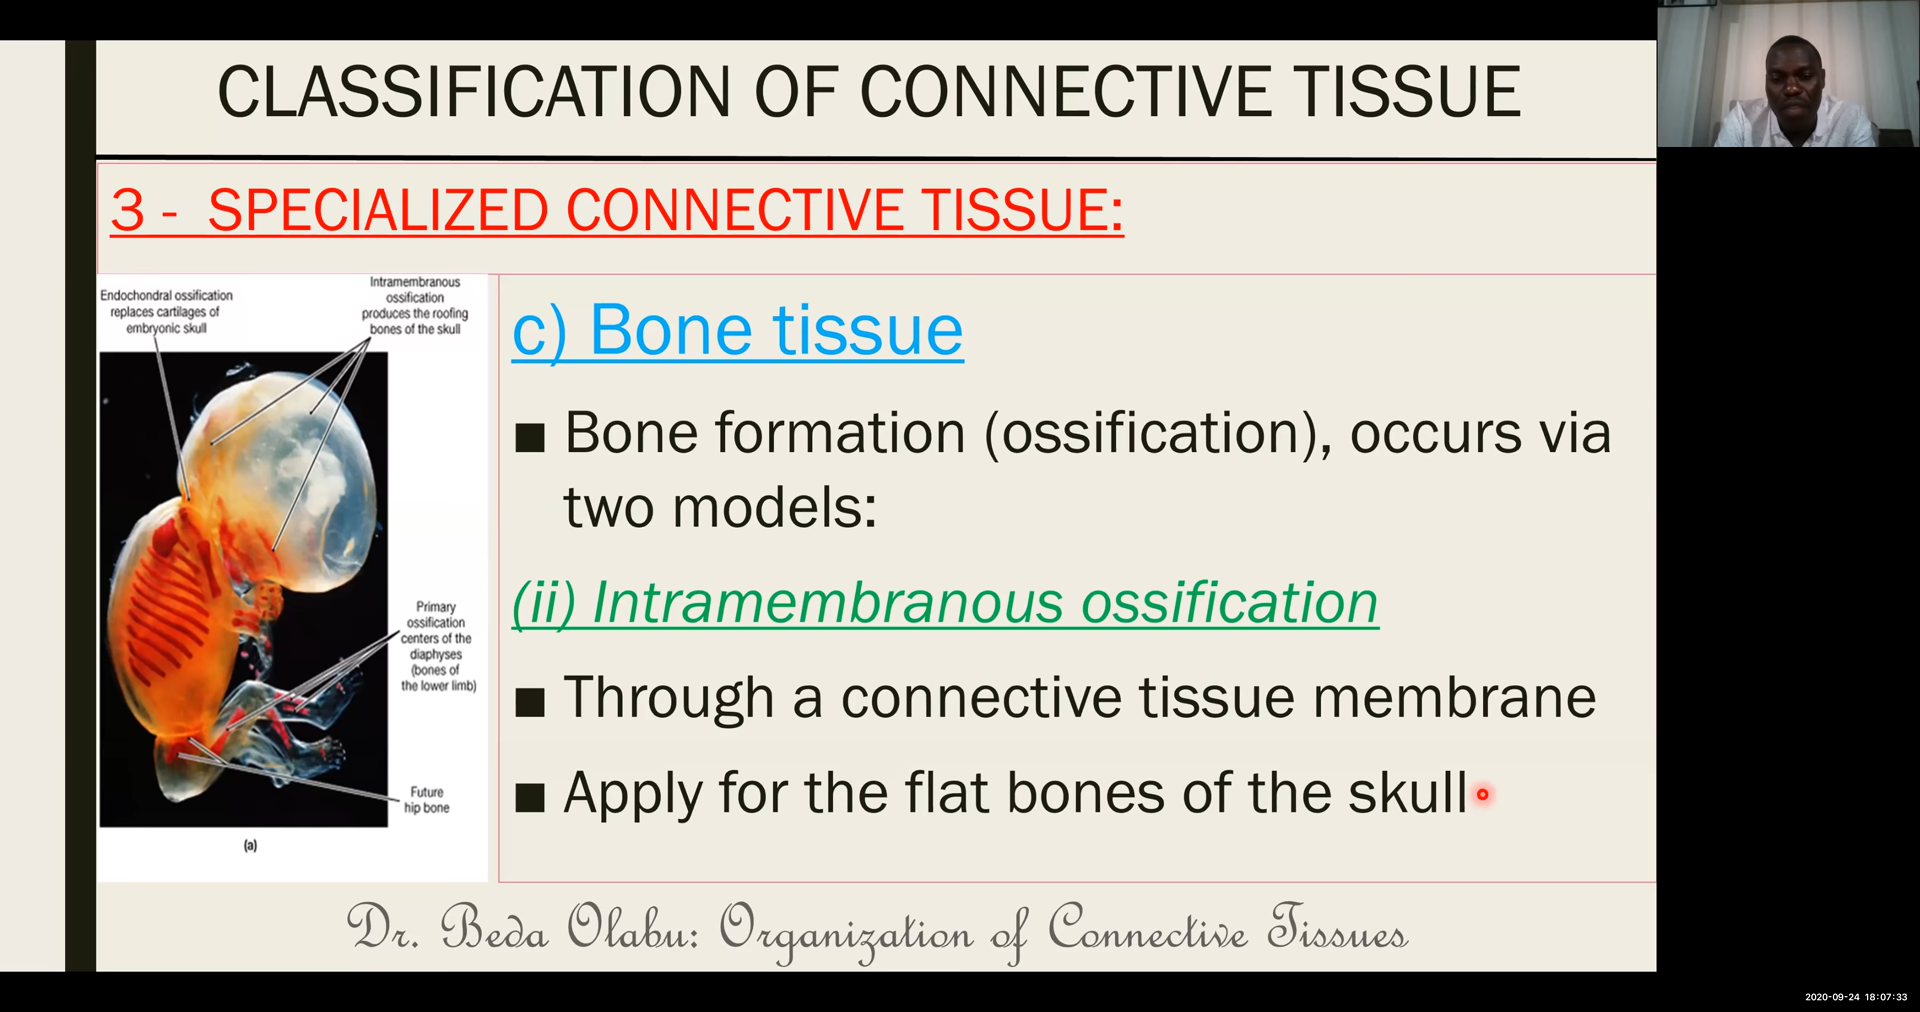 CLASSIFICATION OF CONNECTIVE TISSUE
3 - SPECIALIZED CONNECTIVE TISSUE:
Endochondral ossification
replaces cartilages of
embryonic skull
Intramembranous
ossification
produces the roofing
bones of the skull
Primary
ossification
centers of the
diaphyses
(bones of
the lower limb)
Future
hip bone
(a)
c) Bone tissue
■ Bone formation (ossification), occurs via
two models:
(ii) Intramembranous ossification
■ Through a connective tissue membrane
■ Apply for the flat bones of the skull
Dr. Beda Olabu: Organization of Connective Tissues
2020-09-24 18:07:33